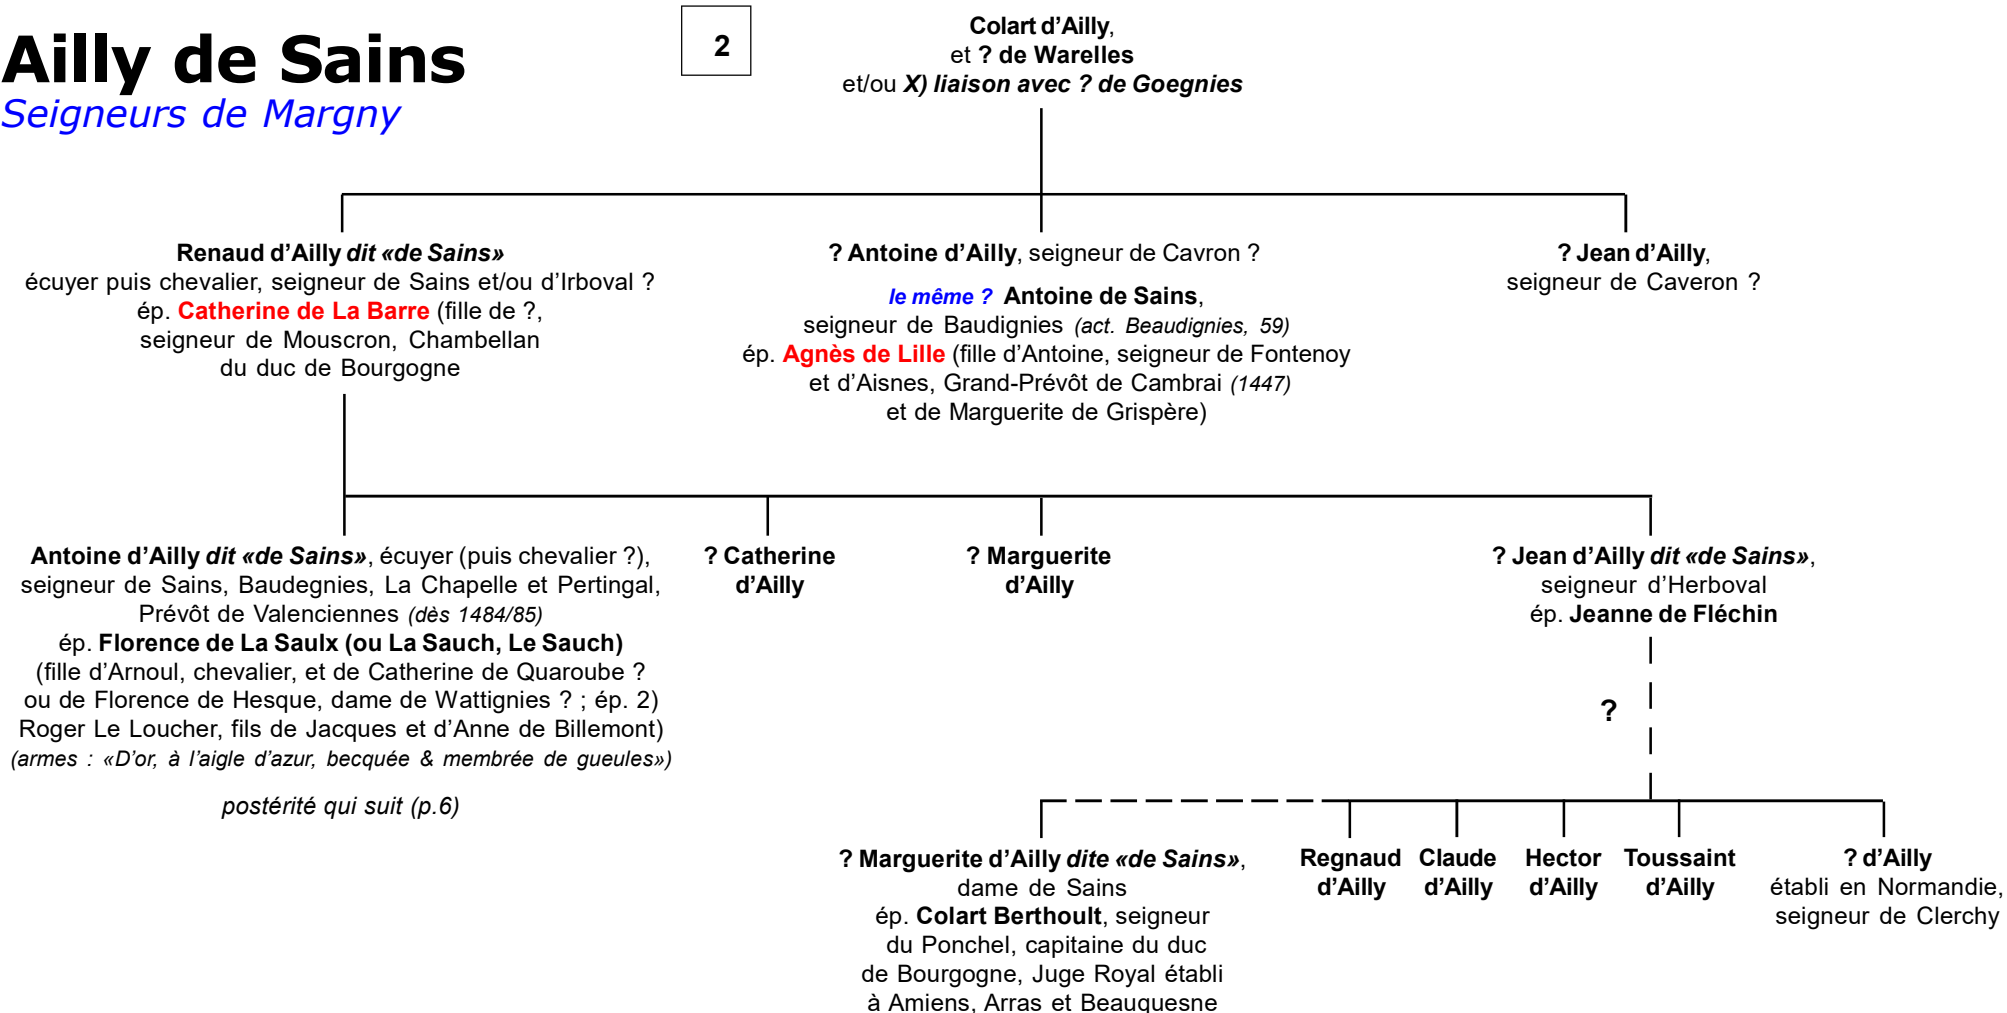 Ailly de Sains
Seigneurs de Margny
2
Colart d'Ailly,
et ? de Warelles
et/ou X) liaison avec ? de Goegnies
Renaud d'Ailly dit «de Sains»
écuyer puis chevalier, seigneur de Sains et/ou d'Irboval ?
ép. Catherine de La Barre (fille de ?,
seigneur de Mouscron, Chambellan
du duc de Bourgogne
? Antoine d'Ailly, seigneur de Cavron ?
le même ? Antoine de Sains,
seigneur de Baudignies (act. Beaudignies, 59)
ép. Agnès de Lille (fille d'Antoine, seigneur de Fontenoy
et d'Aisnes, Grand-Prévôt de Cambrai (1447)
et de Marguerite de Grispère)
? Jean d'Ailly,
seigneur de Caveron ?
Antoine d'Ailly dit «de Sains», écuyer (puis chevalier ?),
seigneur de Sains, Baudegnies, La Chapelle et Pertingal,
Prévôt de Valenciennes (dès 1484/85)
ép. Florence de La Saulx (ou La Sauch, Le Sauch)
(fille d'Arnoul, chevalier, et de Catherine de Quaroube ?
ou de Florence de Hesque, dame de Wattignies ? ; ép. 2)
Roger Le Loucher, fils de Jacques et d'Anne de Billemont)
(armes : «D'or, à l'aigle d'azur, becquée & membrée de gueules»)
postérité qui suit (p.6)
? Catherine
d'Ailly
? Marguerite
d'Ailly
? Jean d'Ailly dit «de Sains»,
seigneur d'Herboval
ép. Jeanne de Fléchin
?
? Marguerite d'Ailly dite «de Sains»,
dame de Sains
ép. Colart Berthoult, seigneur
du Ponchel, capitaine du duc
de Bourgogne, Juge Royal établi
à Amiens, Arras et Beauquesne
Regnaud
d'Ailly
Claude
d'Ailly
Hector
d'Ailly
Toussaint
d'Ailly
? d'Ailly
établi en Normandie,
seigneur de Clerchy